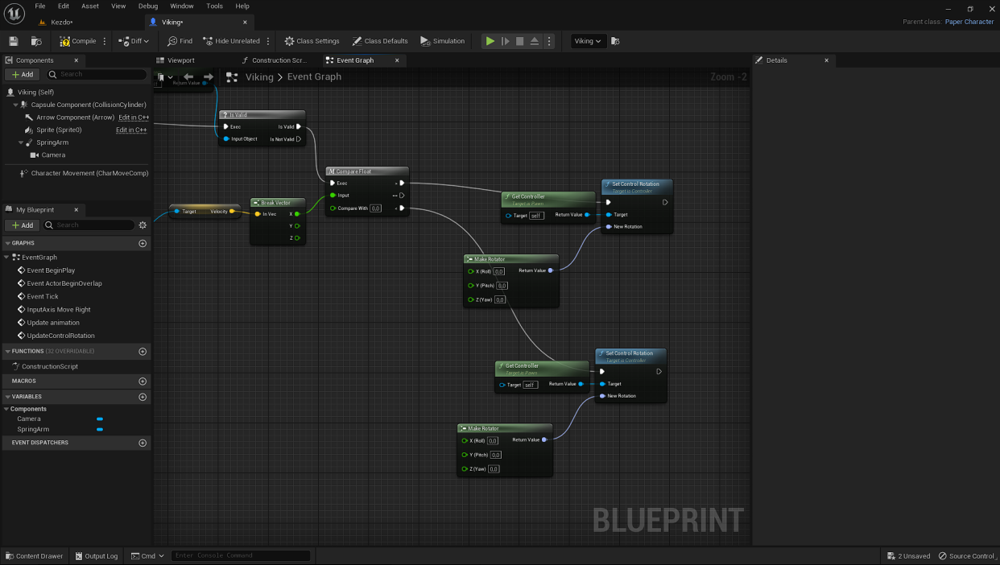 File Edit Asset View Debug Window Tools Help
Kezdo•
Viking•
Parent class: Paper Character
Compile
Diff
Find
Hide Unrelated
Class Settings
Class Defaults
Simulation
Viking
Components
Viewport
Construction Scr...
Event Graph
Details
Add
Search
Return Value
Viking > Event Graph
Zoom -2
Viking (Self)
Capsule Component (CollisionCylinder)
Arrow Component (Arrow) Edit in C++
Sprite (Sprite0) Edit in C++
SpringArm
Camera
Character Movement (CharMoveComp)
My Blueprint
Add
Search
GRAPHS
EventGraph
Event BeginPlay
Event ActorBeginOverlap
Event Tick
InputAxis Move Right
Update animation
UpdateControlRotation
FUNCTIONS (32 OVERRIDABLE)
ConstructionScript
MACROS
VARIABLES
Components
Camera
SpringArm
EVENT DISPATCHERS
? Is Valid
Exec Is Valid
Input Object Is Not Valid
Target Velocity
Break Vector
In Vec X
Y
Z
M Compare Float
Exec >
Input ==
Compare With 0,0 <
f Get Controller
Target is Pawn
Target self Return Value
f Set Control Rotation
Target is Controller
Target
New Rotation
Make Rotator
X (Roll) 0,0 Return Value
Y (Pitch) 0,0
Z (Yaw) 0,0
f Get Controller
Target is Pawn
Target self Return Value
f Set Control Rotation
Target is Controller
Target
New Rotation
Make Rotator
X (Roll) 0,0 Return Value
Y (Pitch) 0,0
Z (Yaw) 0,0
BLUEPRINT
Content Drawer
Output Log
Cmd
Enter Console Command
2 Unsaved
Source Control